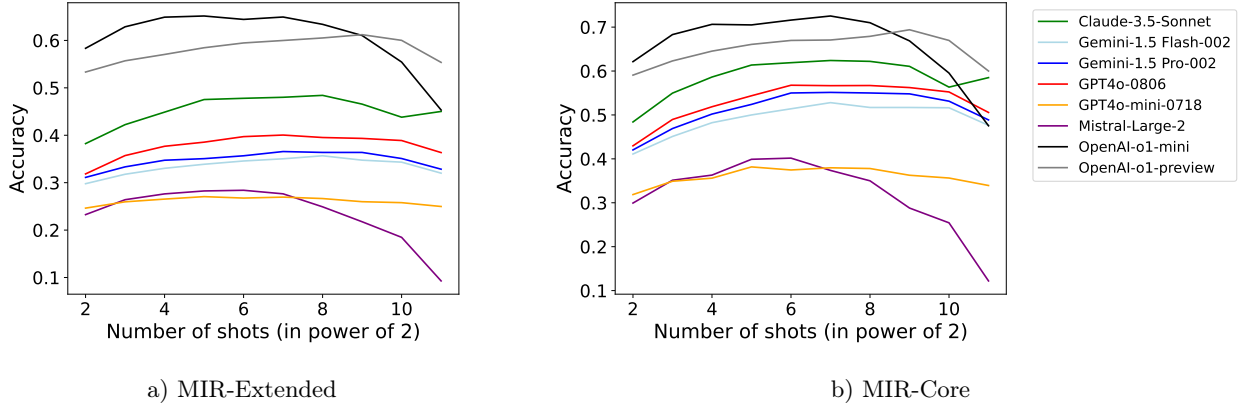 0.6
0.5
0.4
0.3
0.2
0.1
Accuracy
2 4 6 8 10
Number of shots (in power of 2)
a) MIR-Extended
0.7
0.6
0.5
0.4
0.3
0.2
0.1
Accuracy
2 4 6 8 10
Number of shots (in power of 2)
b) MIR-Core
Claude-3.5-Sonnet
Gemini-1.5 Flash-002
Gemini-1.5 Pro-002
GPT4o-0806
GPT4o-mini-0718
Mistral-Large-2
OpenAI-o1-mini
OpenAI-o1-preview